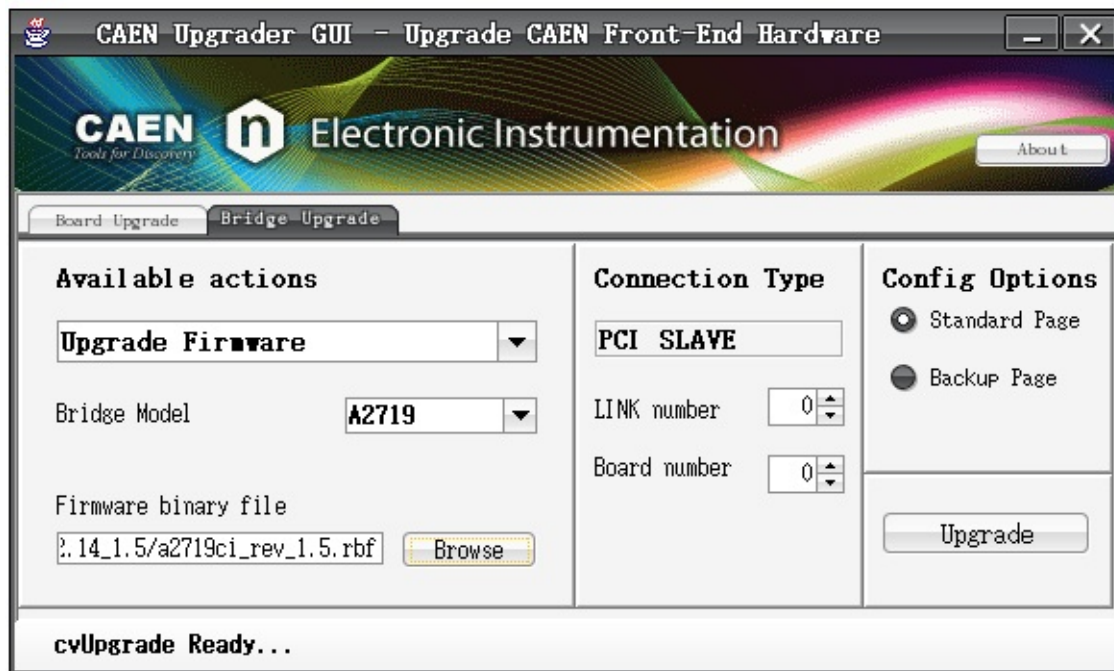 CAEN Upgrader GUI - Upgrade CAEN Front-End Hardware
CAEN n Electronic Instrumentation
Tools for Discovery
About
Board Upgrade
Bridge Upgrade
Available actions
Upgrade Firmware
Bridge Model
A2719
Firmware binary file
2.14_1.5/a2719ci_rev_1.5.rbf
Browse
Connection Type
PCI SLAVE
LINK number
0
Board number
0
Config Options
Standard Page
Backup Page
Upgrade
cvUpgrade Ready...